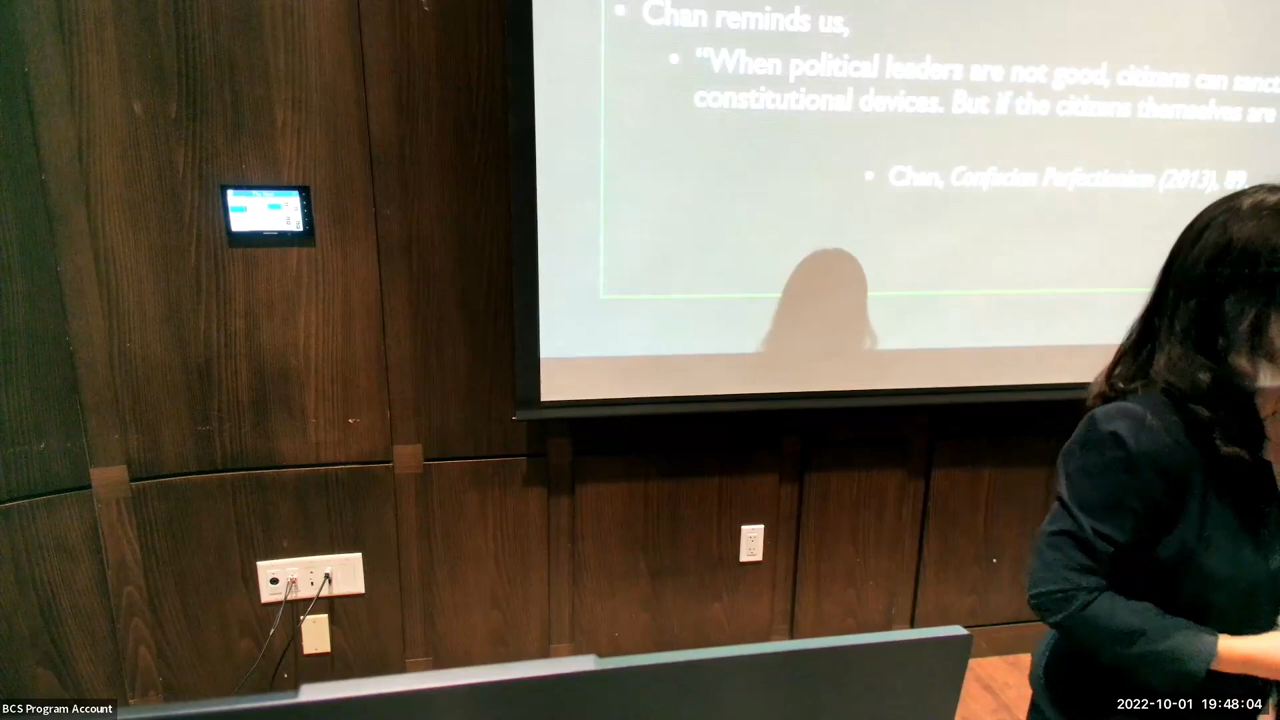 • Chan reminds us,
• "When political leaders are not good, citizens can
constitutional devices. But if the citizens themselves are
• Chan, Confucian Perfectionism (2013), 89.
BCS Program Account
2022-10-01 19:48:04